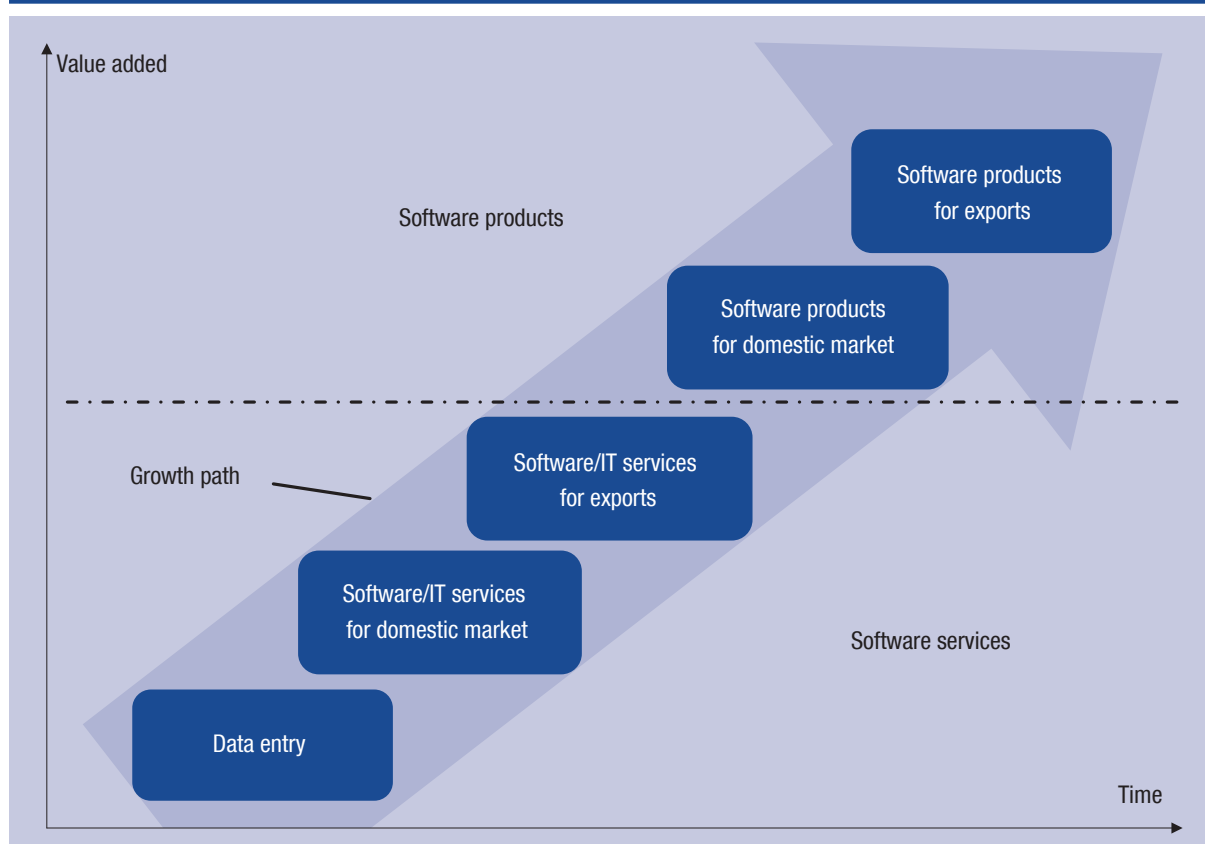 Value added
Software products
for exports
Software products
Software products
for domestic market
Growth path
Software/IT services
for exports
Software/IT services
for domestic market
Software services
Data entry
Time